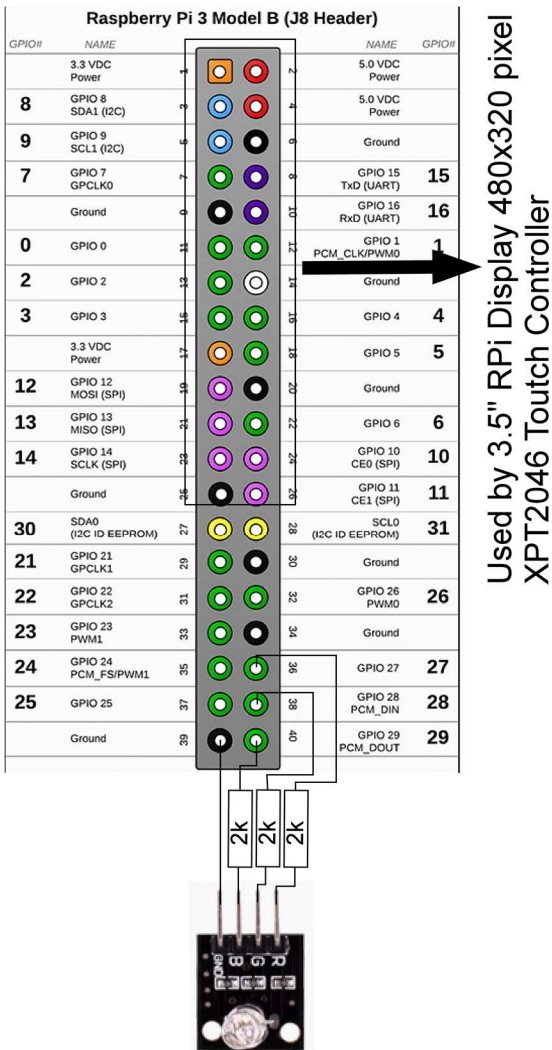 Raspberry Pi 3 Model B (J8 Header)
GPIO# NAME NAME GPIO#
3.3 VDC
Power
1
2
5.0 VDC
Power
8
GPIO 8
SDA1 (I2C)
3
4
5.0 VDC
Power
9
GPIO 9
SCL1 (I2C)
5
6
Ground
7
GPIO 7
GPCLK0
7
8
GPIO 15
TxD (UART)
15
Ground
9
10
GPIO 16
RxD (UART)
16
0
GPIO 0
11
12
GPIO 1
PCM_CLK/PWM0
1
2
GPIO 2
13
14
Ground
3
GPIO 3
15
16
GPIO 4
4
3.3 VDC
Power
17
18
GPIO 5
5
12
GPIO 12
MOSI (SPI)
19
20
Ground
13
GPIO 13
MISO (SPI)
21
22
GPIO 6
6
14
GPIO 14
SCLK (SPI)
23
24
GPIO 10
CE0 (SPI)
10
Ground
25
26
GPIO 11
CE1 (SPI)
11
30
SDA0
(I2C ID EEPROM)
27
28
SCL0
(I2C ID EEPROM)
31
21
GPIO 21
GPCLK1
29
30
Ground
22
GPIO 22
GPCLK2
31
32
GPIO 26
PWM0
26
23
GPIO 23
PWM1
33
34
Ground
24
GPIO 24
PCM_FS/PWM1
35
36
GPIO 27
27
25
GPIO 25
37
38
GPIO 28
PCM_DIN
28
Ground
39
40
GPIO 29
PCM_DOUT
29
Used by 3.5" RPi Display 480x320 pixel
XPT2046 Toutch Controller
2k
2k
2k
GND B G R